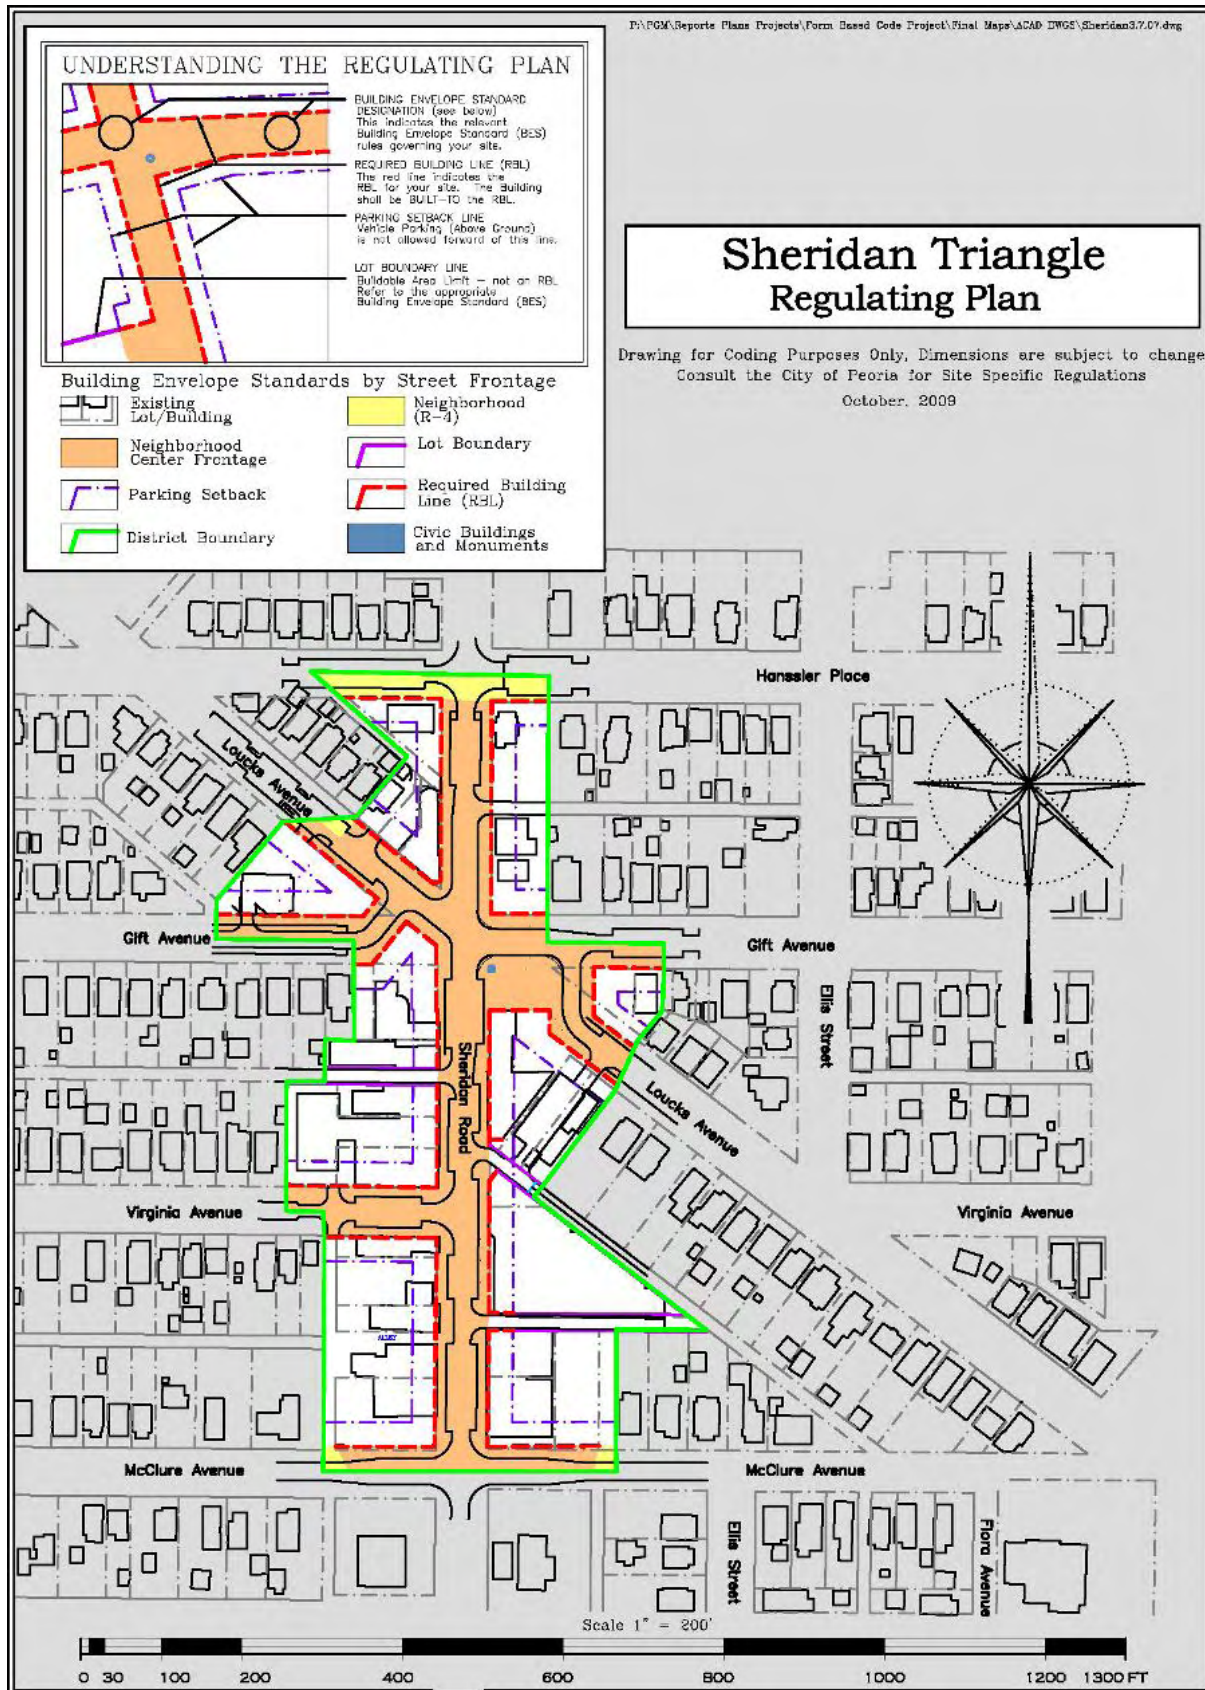 P:\PGM\Reports Plans Projects\Form Based Code Project\Final Maps\ACAD DWGS\Sheridan3.7.07.dwg
UNDERSTANDING THE REGULATING PLAN
BUILDING ENVELOPE STANDARD
DESIGNATION (see below)
This indicates the relevant
Building Envelope Standard (BES)
rules governing your site.
REQUIRED BUILDING LINE (RBL)
The red line indicates the
RBL for your site. The Building
shall be BUILT-TO the RBL.
PARKING SETBACK LINE
Vehicle Parking (Above Ground)
is not allowed forward of this line.
LOT BOUNDARY LINE
Buildable Area Limit – not an RBL
Refer to the appropriate
Building Envelope Standard (BES)
Building Envelope Standards by Street Frontage
Existing
Lot/Building
Neighborhood
Center Frontage
Parking Setback
District Boundary
Neighborhood
(R-4)
Lot Boundary
Required Building
Line (RBL)
Civic Buildings
and Monuments
Sheridan Triangle
Regulating Plan
Drawing for Coding Purposes Only, Dimensions are subject to change
Consult the City of Peoria for Site Specific Regulations
October, 2009
Hanssler Place
Loucks Avenue
Gift Avenue
Gift Avenue
Ellis Street
Sheridan Road
Loucks Avenue
Virginia Avenue
Virginia Avenue
ALLEY
McClure Avenue
McClure Avenue
Ellis Street
Flora Avenue
Scale 1" = 200'
0 30 100 200 400 600 800 1000 1200 1300 FT